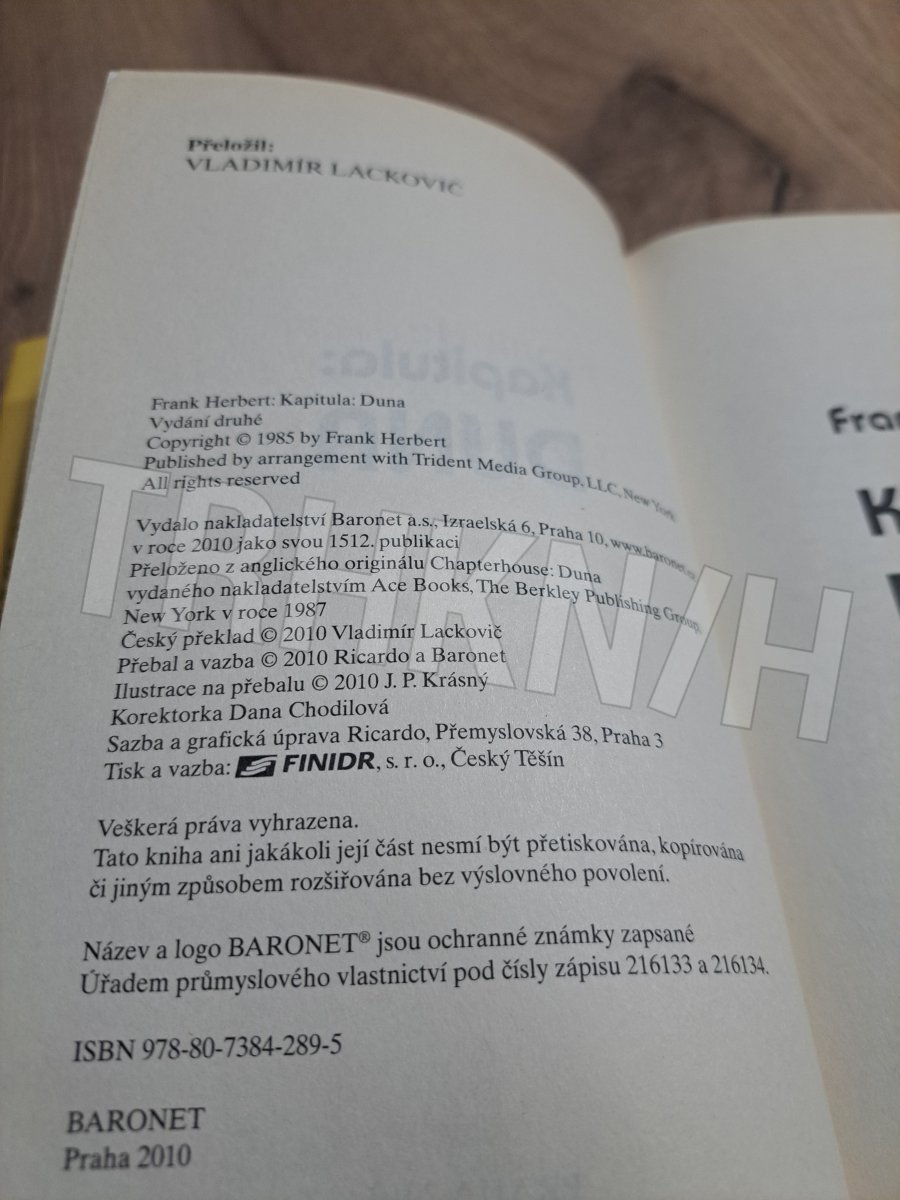 Přeložil:
VLADIMÍR LACKOVIČ
Kapitula:
Frank Herbert: Kapitula: Duna
Vydání druhé
Copyright © 1985 by Frank Herbert
Published by arrangement with Trident Media Group, LLC, New York
All rights reserved
Vydalo nakladatelství Baronet a.s., Izraelská 6, Praha 10, www.baronet.cz
v roce 2010 jako svou 1512. publikaci
Přeloženo z anglického originálu Chapterhouse: Duna
vydaného nakladatelstvím Ace Books, The Berkley Publishing Group,
New York v roce 1987
Český překlad © 2010 Vladimír Lackovič
Přebal a vazba © 2010 Ricardo a Baronet
Ilustrace na přebalu © 2010 J. P. Krásný
Korektorka Dana Chodilová
Sazba a grafická úprava Ricardo, Přemyslovská 38, Praha 3
Tisk a vazba: FINIDR, s. r. o., Český Těšín
Veškerá práva vyhrazena.
Tato kniha ani jakákoli její část nesmí být přetiskována, kopírována
či jiným způsobem rozšiřována bez výslovného povolení.
Název a logo BARONET® jsou ochranné známky zapsané
Úřadem průmyslového vlastnictví pod čísly zápisu 216133 a 216134.
ISBN 978-80-7384-289-5
BARONET
Praha 2010
Fran
K